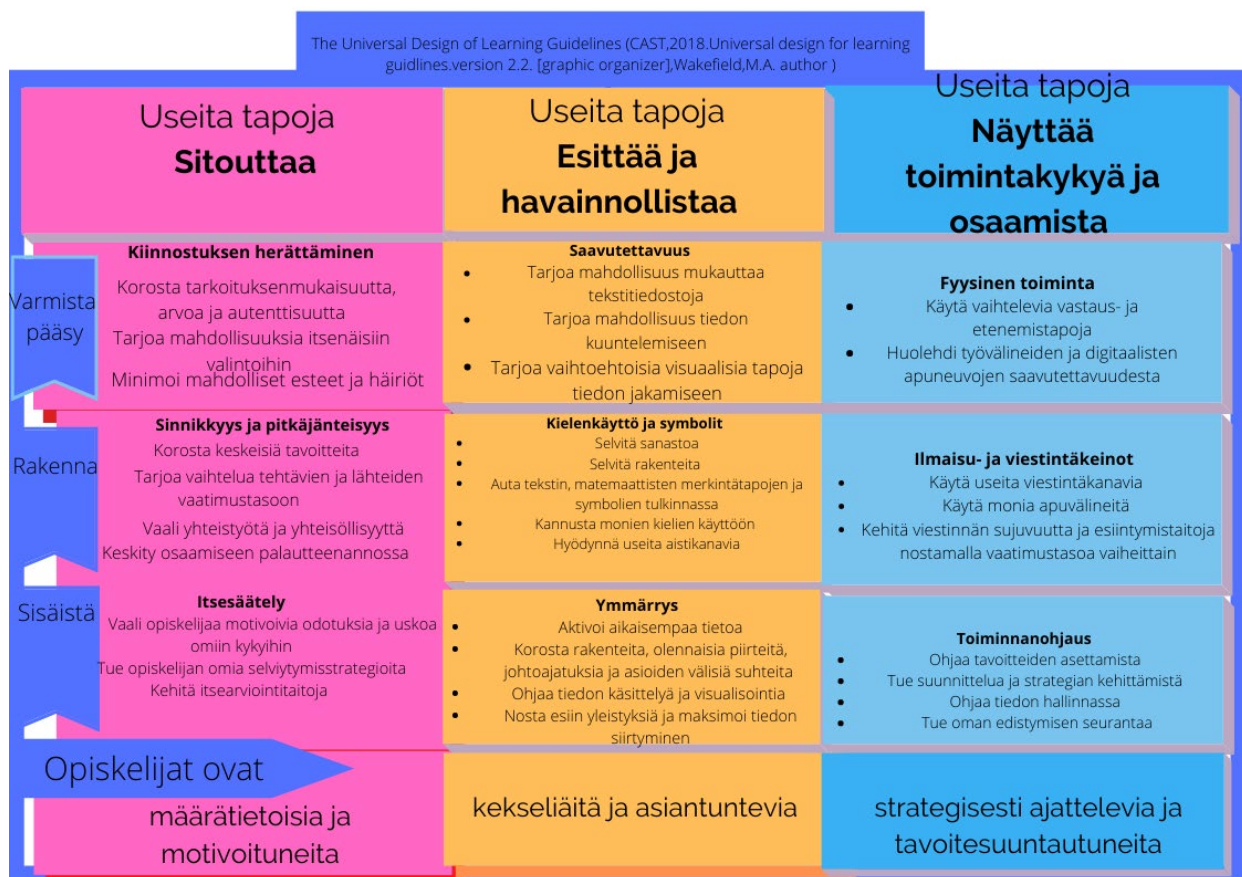 The Universal Design of Learning Guidelines (CAST,2018.Universal design for learning
guidlines.version 2.2. [graphic organizer],Wakefield,M.A. author )
Useita tapoja
Sitouttaa
Useita tapoja
Esittää ja
havainnollistaa
Useita tapoja
Näyttää
toimintakykyä ja
osaamista
Varmista
pääsy
Kiinnostuksen herättäminen
Korosta tarkoituksenmukaisuutta,
arvoa ja autenttisuutta
Tarjoa mahdollisuuksia itsenäisiin
valintoihin
Minimoi mahdolliset esteet ja häiriöt
Saavutettavuus
• Tarjoa mahdollisuus mukauttaa
tekstitiedostoja
• Tarjoa mahdollisuus tiedon
kuuntelemiseen
• Tarjoa vaihtoehtoisia visuaalisia tapoja
tiedon jakamiseen
Fyysinen toiminta
• Käytä vaihtelevia vastaus- ja
etenemistapoja
• Huolehdi työvälineiden ja digitaalisten
apuneuvojen saavutettavuudesta
Rakenna
Sinnikkyys ja pitkäjänteisyys
Korosta keskeisiä tavoitteita
Tarjoa vaihtelua tehtävien ja lähteiden
vaatimustasoon
Vaali yhteistyötä ja yhteisöllisyyttä
Keskity osaamiseen palautteenannossa
Kielenkäyttö ja symbolit
• Selvitä sanastoa
• Selvitä rakenteita
• Auta tekstin, matemaattisten merkintätapojen ja
symbolien tulkinnassa
• Kannusta monien kielien käyttöön
• Hyödynnä useita aistikanavia
Ilmaisu- ja viestintäkeinot
• Käytä useita viestintäkanavia
• Käytä monia apuvälineitä
• Kehitä viestinnän sujuvuutta ja esiintymistaitoja
nostamalla vaatimustasoa vaiheittain
Sisäistä
Itsesäätely
Vaali opiskelijaa motivoivia odotuksia ja uskoa
omiin kykyihin
Tue opiskelijan omia selviytymisstrategioita
Kehitä itsearviointitaitoja
Ymmärrys
• Aktivoi aikaisempaa tietoa
• Korosta rakenteita, olennaisia piirteitä,
johtoajatuksia ja asioiden välisiä suhteita
• Ohjaa tiedon käsittelyä ja visualisointia
• Nosta esiin yleistyksiä ja maksimoi tiedon
siirtyminen
Toiminnanohjaus
• Ohjaa tavoitteiden asettamista
• Tue suunnittelua ja strategian kehittämistä
• Ohjaa tiedon hallinnassa
• Tue oman edistymisen seurantaa
Opiskelijat ovat
määrätietoisia ja
motivoituneita
kekseliäitä ja asiantuntevia
strategisesti ajattelevia ja
tavoitesuuntautuneita